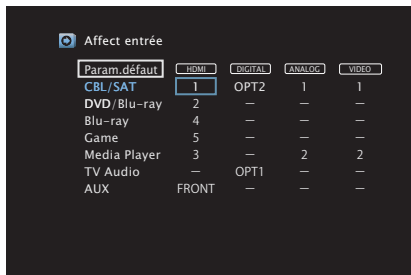 Affect entrée
Param.défaut HDMI DIGITAL ANALOG VIDEO
CBL/SAT 1 OPT2 1 1
DVD/Blu-ray 2 – – –
Blu-ray 4 – – –
Game 5 – – –
Media Player 3 – 2 2
TV Audio – OPT1 – –
AUX FRONT – – –